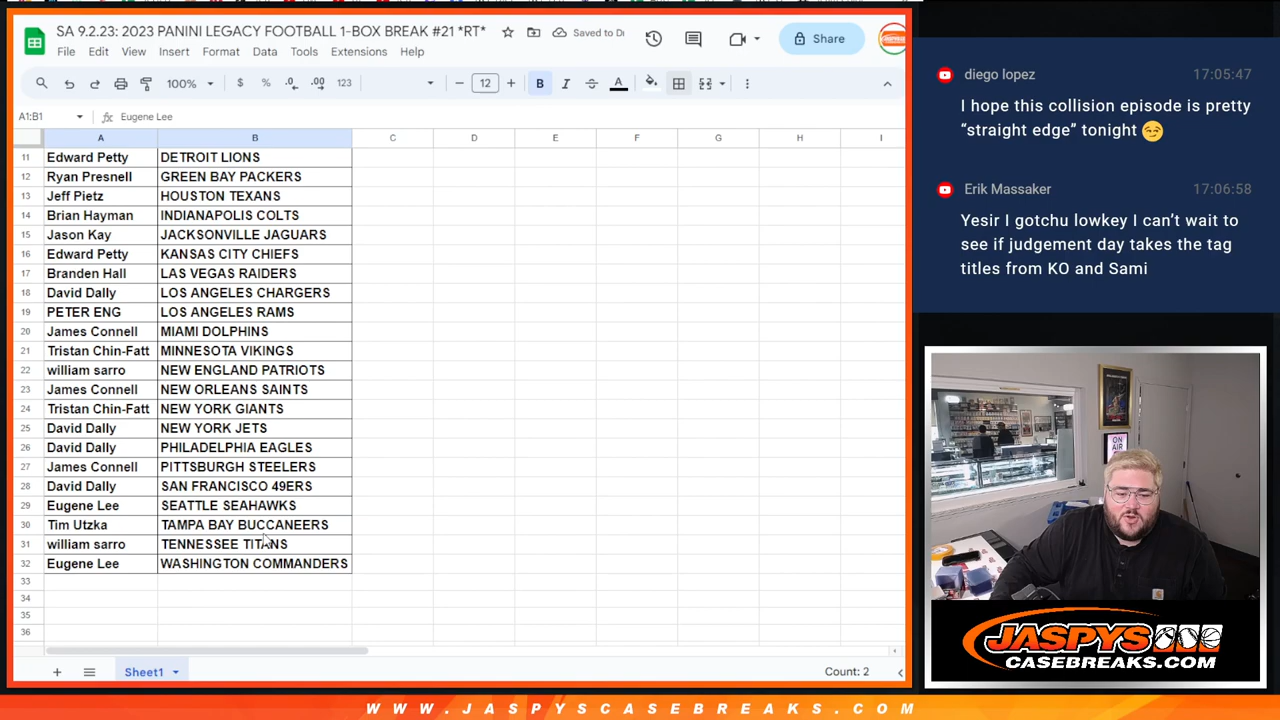 SA 9.2.23: 2023 PANINI LEGACY FOOTBALL 1-BOX BREAK #21 *RT*
Saved to Dr
Share
File Edit View Insert Format Data Tools Extensions Help
100% $ % .0 .00 123 − 12 + B I S A
A1:B1 fx Eugene Lee
A B C D E F G H I
11 Edward Petty DETROIT LIONS
12 Ryan Presnell GREEN BAY PACKERS
13 Jeff Pietz HOUSTON TEXANS
14 Brian Hayman INDIANAPOLIS COLTS
15 Jason Kay JACKSONVILLE JAGUARS
16 Edward Petty KANSAS CITY CHIEFS
17 Branden Hall LAS VEGAS RAIDERS
18 David Dally LOS ANGELES CHARGERS
19 PETER ENG LOS ANGELES RAMS
20 James Connell MIAMI DOLPHINS
21 Tristan Chin-Fatt MINNESOTA VIKINGS
22 william sarro NEW ENGLAND PATRIOTS
23 James Connell NEW ORLEANS SAINTS
24 Tristan Chin-Fatt NEW YORK GIANTS
25 David Dally NEW YORK JETS
26 David Dally PHILADELPHIA EAGLES
27 James Connell PITTSBURGH STEELERS
28 David Dally SAN FRANCISCO 49ERS
29 Eugene Lee SEATTLE SEAHAWKS
30 Tim Utzka TAMPA BAY BUCCANEERS
31 william sarro TENNESSEE TITANS
32 Eugene Lee WASHINGTON COMMANDERS
33
34
35
36
Sheet1
Count: 2
diego lopez 17:05:47
I hope this collision episode is pretty
“straight edge” tonight 😏
Erik Massaker 17:06:58
Yesir I gotchu lowkey I can’t wait to
see if judgement day takes the tag
titles from KO and Sami
ON
AIR
JASPYS
CASEBREAKS.COM
WWW.JASPYSCASEBREAKS.COM